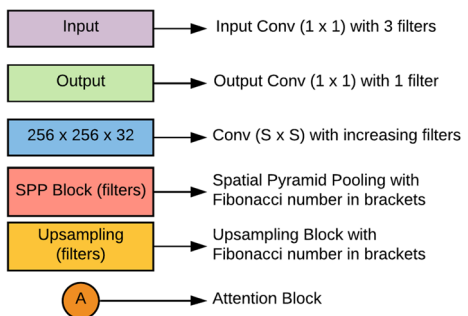 Input
Input Conv (1 x 1) with 3 filters
Output
Output Conv (1 x 1) with 1 filter
256 x 256 x 32
Conv (S x S) with increasing filters
SPP Block (filters)
Spatial Pyramid Pooling with
Fibonacci number in brackets
Upsampling
(filters)
Upsampling Block with
Fibonacci number in brackets
A
Attention Block